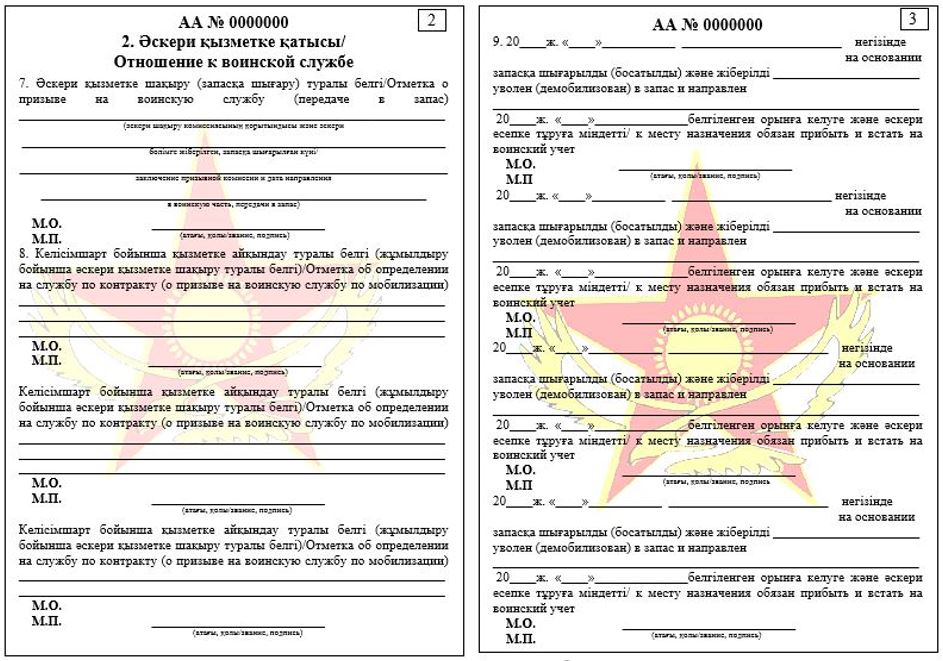 АА № 0000000
2
2. Әскери қызметке қатысы/
Отношение к воинской службе
7. Әскери қызметке шақыру (запасқа шығару) туралы белгі/Отметка о
призыве на воинскую службу (передаче в запас)
(әскери шақыру комиссиясының қорытындысы және әскери
бөлімге жіберілген, запасқа шығарылған күні/
заключение призывной комиссии и дата направления
в воинскую часть, передачи в запас)
М.О.
М.П.
(атағы, қолы/звание, подпись)
8. Келісімшарт бойынша қызметке айқындау туралы белгі (жұмылдыру
бойынша әскери қызметке шақыру туралы белгі)/Отметка об определении
на службу по контракту (о призыве на воинскую службу по мобилизации)
М.О.
М.П.
(атағы, қолы/звание, подпись)
Келісімшарт бойынша қызметке айқындау туралы белгі (жұмылдыру
бойынша әскери қызметке шақыру туралы белгі)/Отметка об определении
на службу по контракту (о призыве на воинскую службу по мобилизации)
М.О.
М.П.
(атағы, қолы/звание, подпись)
Келісімшарт бойынша қызметке айқындау туралы белгі (жұмылдыру
бойынша әскери қызметке шақыру туралы белгі)/Отметка об определении
на службу по контракту (о призыве на воинскую службу по мобилизации)
М.О.
М.П.
(атағы, қолы/звание, подпись)
АА № 0000000
3
9. 20____ж. «____»___________ ____________________ негізінде
на основании
запасқа шығарылды (босатылды) және жіберілді ______________________
уволен (демобилизован) в запас и направлен
20____ж. «____»______________белгіленген орынға келуге және әскери
есепке тұруға міндетті/ к месту назначения обязан прибыть и встать на
воинский учет
М.О.
М.П
(атағы, қолы/звание, подпись)
20____ж. «____»___________ ________________________ негізінде
на основании
запасқа шығарылды (босатылды) және жіберілді ______________________
уволен (демобилизован) в запас и направлен
20____ж. «____»______________белгіленген орынға келуге және әскери
есепке тұруға міндетті/ к месту назначения обязан прибыть и встать на
воинский учет
М.О.
М.П
(атағы, қолы/звание, подпись)
20____ж. «____»____________________________________ негізінде
на основании
запасқа шығарылды (босатылды) және жіберілді ______________________
уволен (демобилизован) в запас и направлен
20____ж. «____»______________белгіленген орынға келуге және әскери
есепке тұруға міндетті/ к месту назначения обязан прибыть и встать на
воинский учет
М.О.
М.П.
(атағы, қолы/звание, подпись
20____ж. «____»___________ ________________________ негізінде
на основании
запасқа шығарылды (босатылды) және жіберілді ______________________
уволен (демобилизован) в запас и направлен
20____ж. «____»______________белгіленген орынға келуге және әскери
есепке тұруға міндетті/ к месту назначения обязан прибыть и встать на
воинский учет
М.О.
М.П.
(атағы, қолы/звание, подпись)